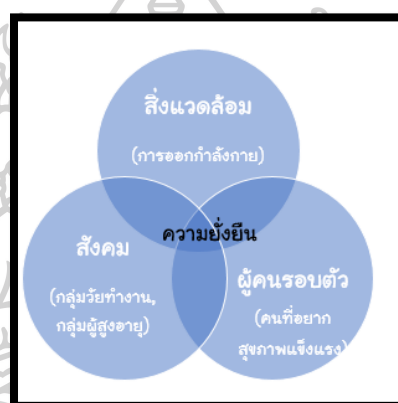 สิ่งแวดล้อม
(การออกกำลังกาย)
ความยั่งยืน
สังคม
(กลุ่มวัยทำงาน,
กลุ่มผู้สูงอายุ)
ผู้คนรอบตัว
(คนที่อยาก
สุขภาพแข็งแรง)